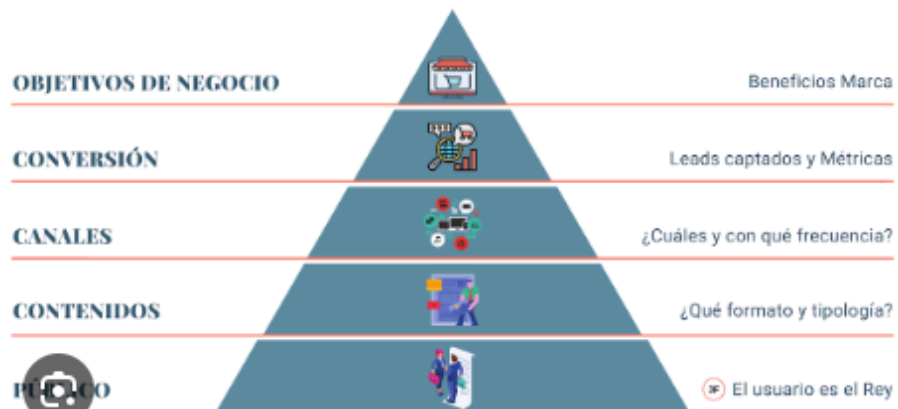 OBJETIVOS DE NEGOCIO
Beneficios Marca
CONVERSIÓN
Leads captados y Métricas
CANALES
¿Cuáles y con qué frecuencia?
CONTENIDOS
¿Qué formato y tipología?
El usuario es el Rey